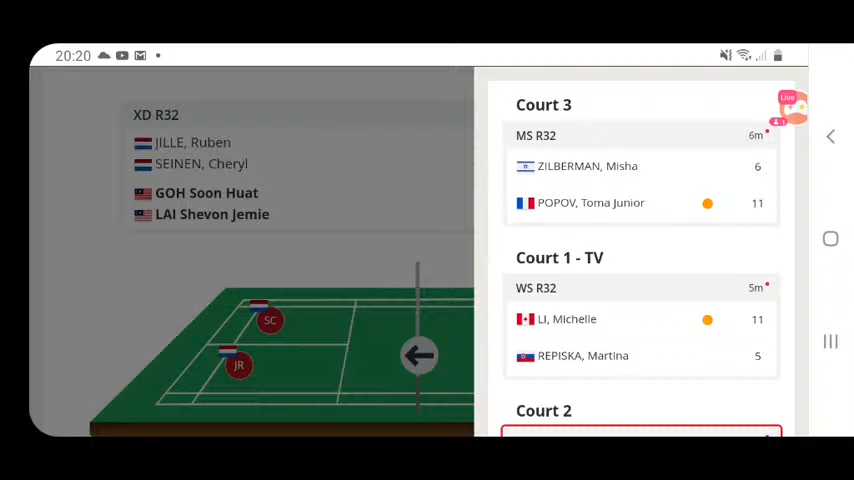 20:20
XD R32
JILLE, Ruben
SEINEN, Cheryl
GOH Soon Huat
LAI Shevon Jemie
SC
JR
Court 3
Live
1
MS R32 6m
ZILBERMAN, Misha 6
POPOV, Toma Junior 11
Court 1 - TV
WS R32 5m
LI, Michelle 11
REPISKA, Martina 5
Court 2